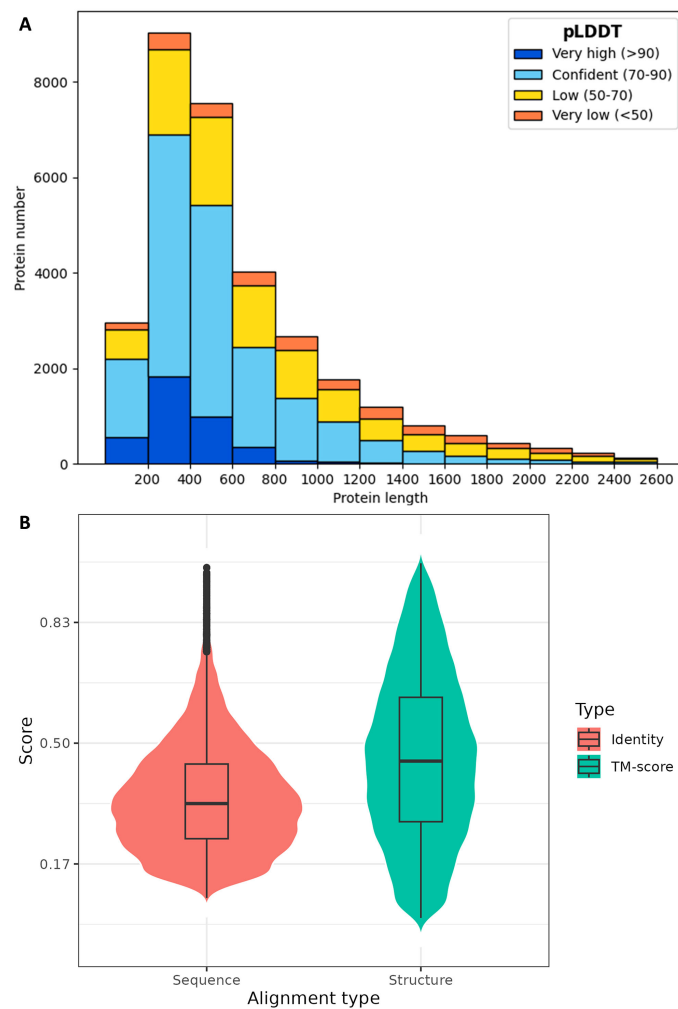 A
pLDDT
Very high (>90)
Confident (70-90)
Low (50-70)
Very low (<50)
8000
6000
4000
2000
0
Protein number
200 400 600 800 1000 1200 1400 1600 1800 2000 2200 2400 2600
Protein length
B
0.83
0.50
0.17
Score
Type
Identity
TM-score
Sequence Structure
Alignment type